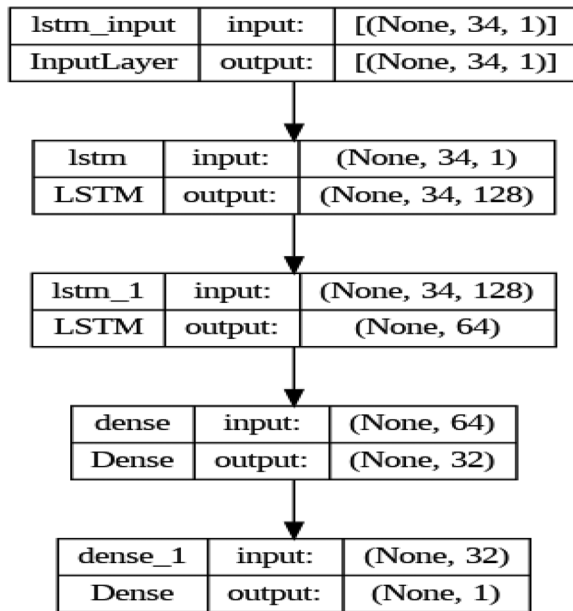 lstm_input input: [(None, 34, 1)]
InputLayer output: [(None, 34, 1)]
lstm input: (None, 34, 1)
LSTM output: (None, 34, 128)
lstm_1 input: (None, 34, 128)
LSTM output: (None, 64)
dense input: (None, 64)
Dense output: (None, 32)
dense_1 input: (None, 32)
Dense output: (None, 1)